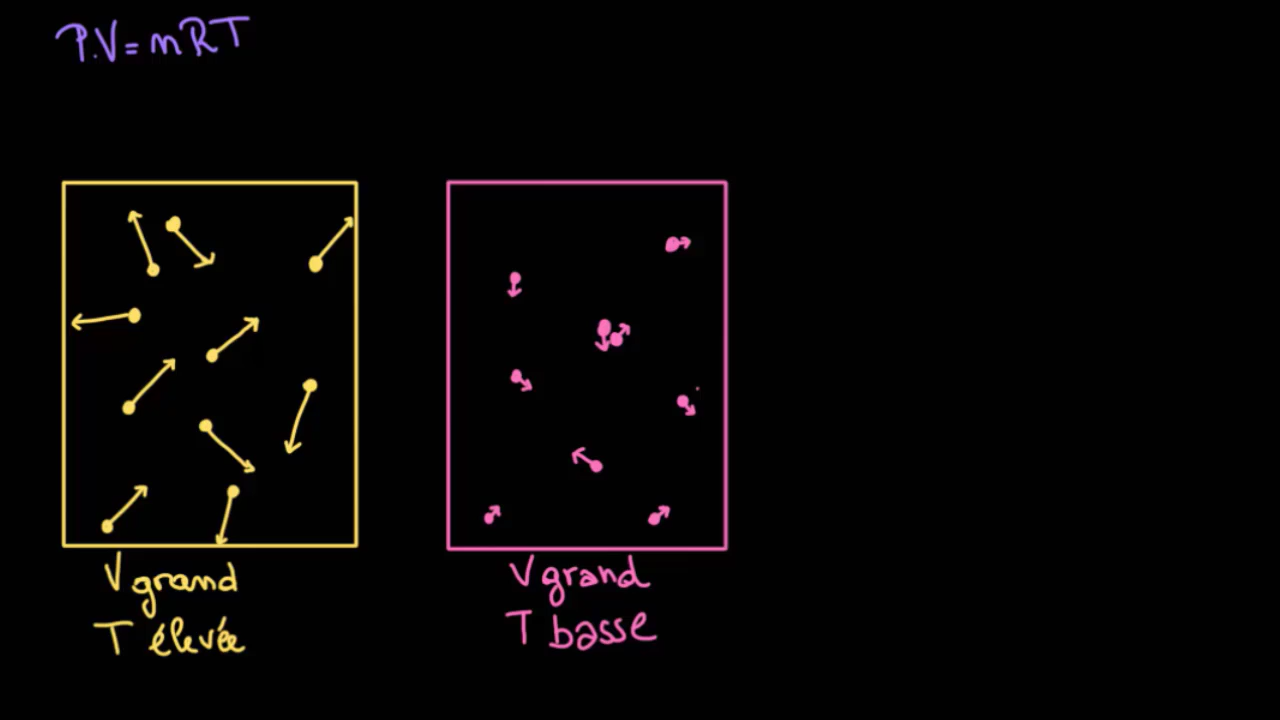 P.V = nRT
V grand
T élevée
V grand
T basse